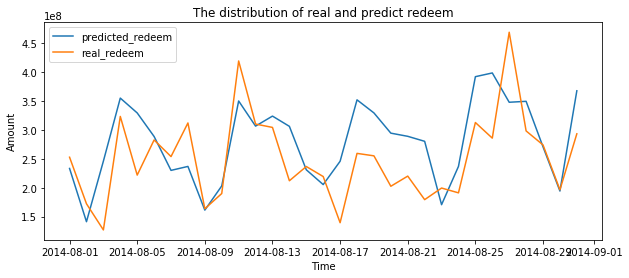 The distribution of real and predict redeem
1e8
predicted_redeem
real_redeem
4.5
4.0
3.5
3.0
2.5
2.0
1.5
Amount
2014-08-01
2014-08-05
2014-08-09
2014-08-13
2014-08-17
2014-08-21
2014-08-25
2014-08-29
2014-09-01
Time